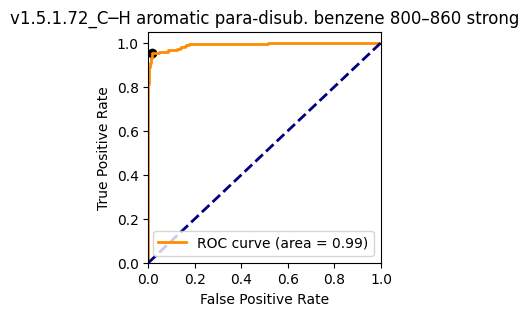 v1.5.1.72_C─H aromatic para-disub. benzene 800–860 strong
1.0
0.8
0.6
0.4
0.2
0.0
True Positive Rate
ROC curve (area = 0.99)
0.0 0.2 0.4 0.6 0.8 1.0
False Positive Rate